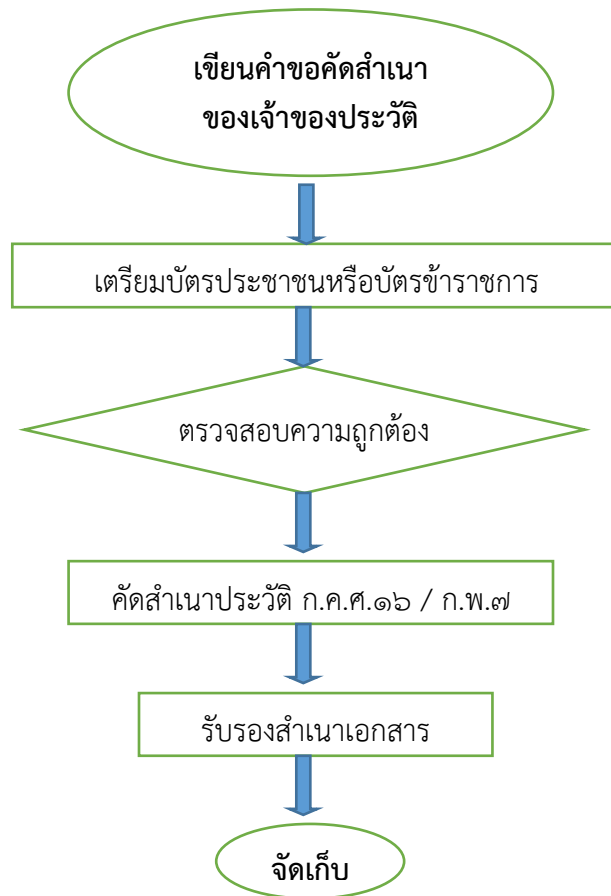 เขียนคำขอคัดสำเนา
ของเจ้าของประวัติ
เตรียมบัตรประชาชนหรือบัตรข้าราชการ
ตรวจสอบความถูกต้อง
คัดสำเนาประวัติ ก.ค.ศ.๑๖ / ก.พ.๗
รับรองสำเนาเอกสาร
จัดเก็บ